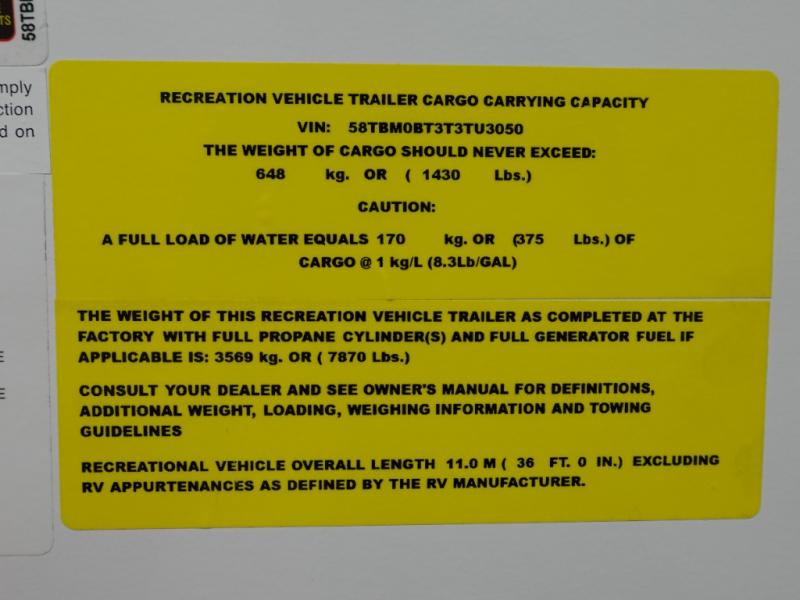 TS
58TB
mply
ction
d on
E
E
RECREATION VEHICLE TRAILER CARGO CARRYING CAPACITY
VIN: 58TBM0BT3T3TU3050
THE WEIGHT OF CARGO SHOULD NEVER EXCEED:
648 kg. OR ( 1430 Lbs.)
CAUTION:
A FULL LOAD OF WATER EQUALS 170 kg. OR (375 Lbs.) OF
CARGO @ 1 kg/L (8.3Lb/GAL)
THE WEIGHT OF THIS RECREATION VEHICLE TRAILER AS COMPLETED AT THE
FACTORY WITH FULL PROPANE CYLINDER(S) AND FULL GENERATOR FUEL IF
APPLICABLE IS: 3569 kg. OR ( 7870 Lbs.)
CONSULT YOUR DEALER AND SEE OWNER'S MANUAL FOR DEFINITIONS,
ADDITIONAL WEIGHT, LOADING, WEIGHING INFORMATION AND TOWING
GUIDELINES
RECREATIONAL VEHICLE OVERALL LENGTH 11.0 M ( 36 FT. 0 IN.) EXCLUDING
RV APPURTENANCES AS DEFINED BY THE RV MANUFACTURER.